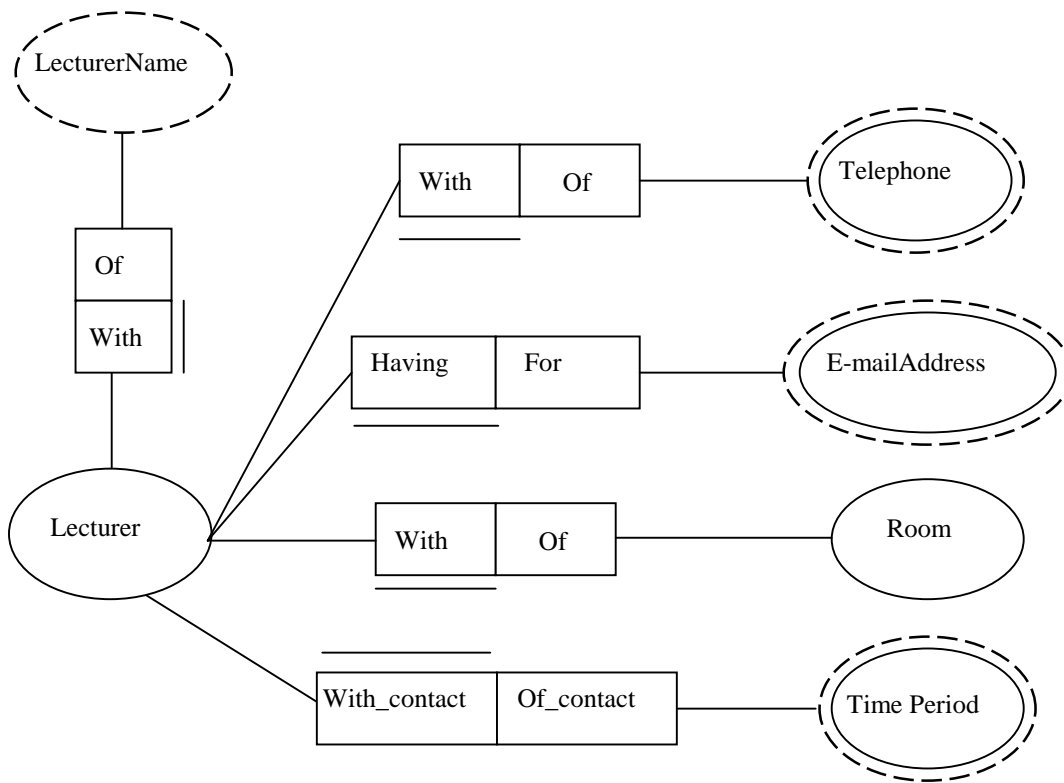 LecturerName
With
Of
Telephone
Of
With
Having
For
E-mailAddress
Lecturer
With
Of
Room
With_contact
Of_contact
Time Period